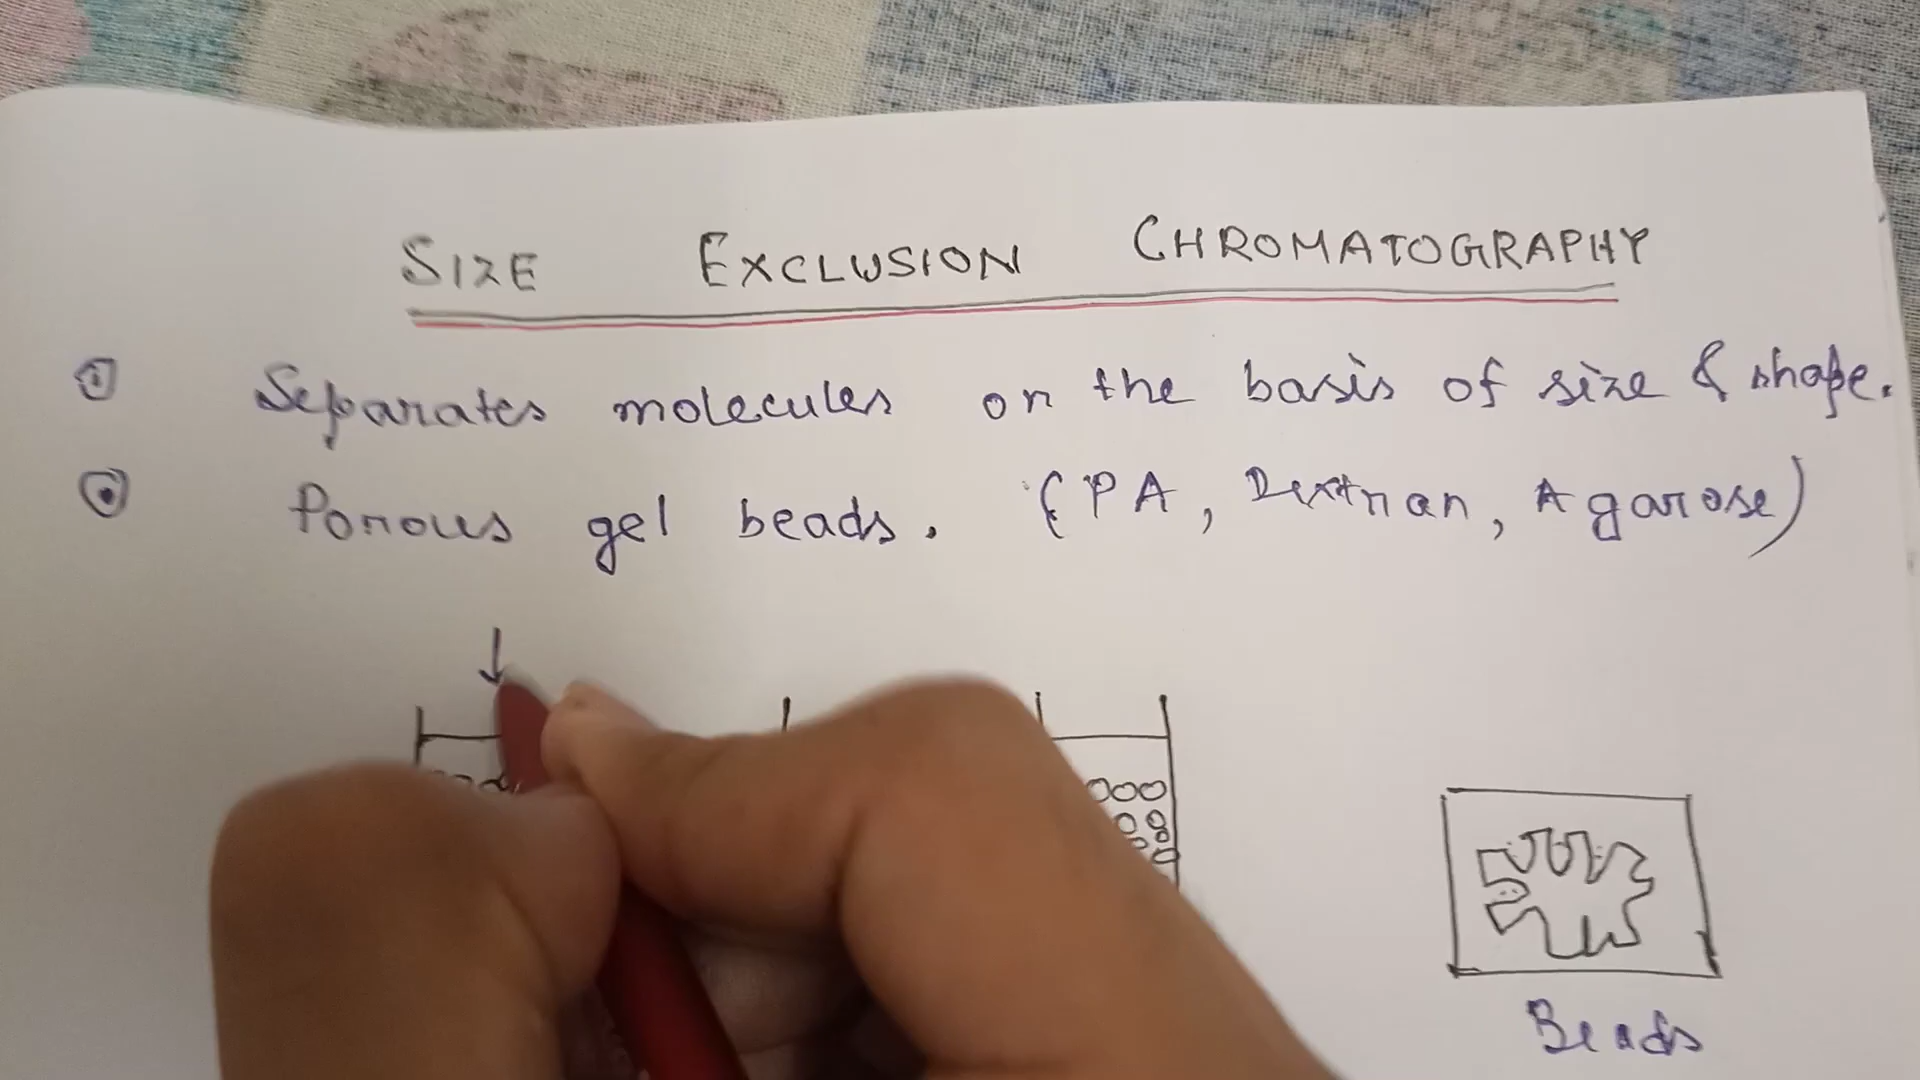 SIZE EXCLUSION CHROMATOGRAPHY
Separates molecules on the basis of size & shape.
Porous gel beads. (PA, Dextran, Agarose)
Beads